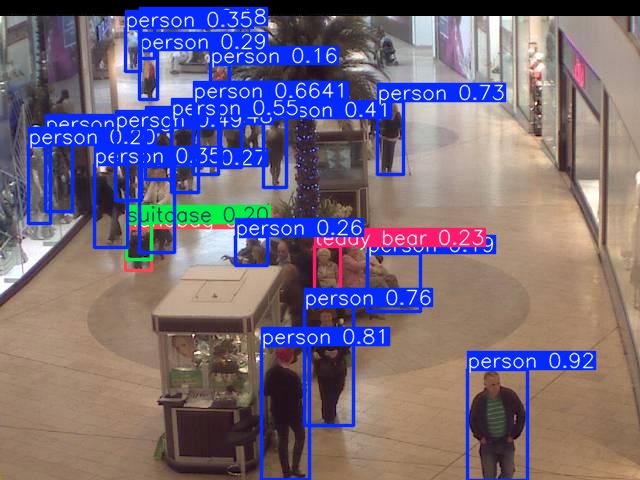 person 0.358
person 0.29
person 0.16
person 0.6641
person 0.73
person 0.55
son 0.41
person
person 0.20
person 0.35
0.27
suitcase 0.20
person 0.26
teddy bear 0.23
person 0.76
person 0.81
person 0.92